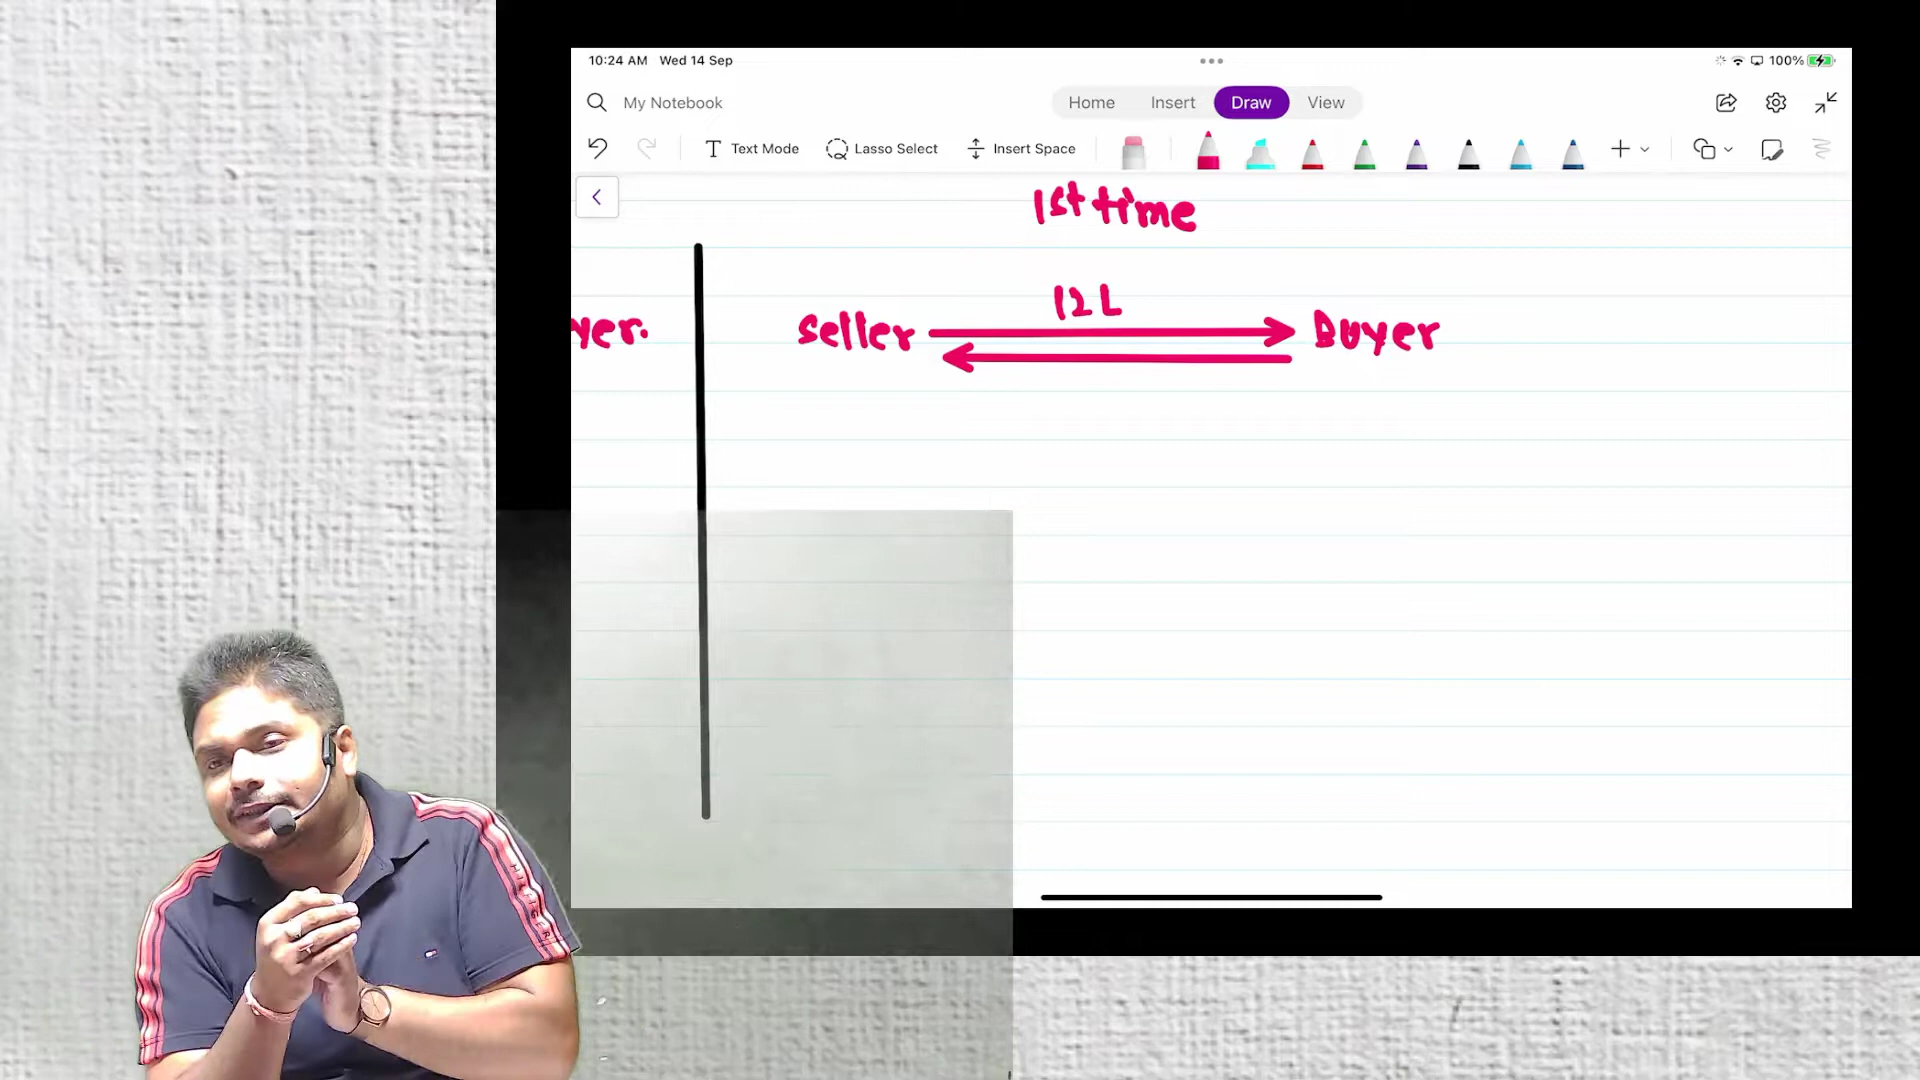 10:24 AM Wed 14 Sep
100%
My Notebook
Home Insert Draw View
Text Mode Lasso Select Insert Space
1st time
12 L
yer. Seller Buyer